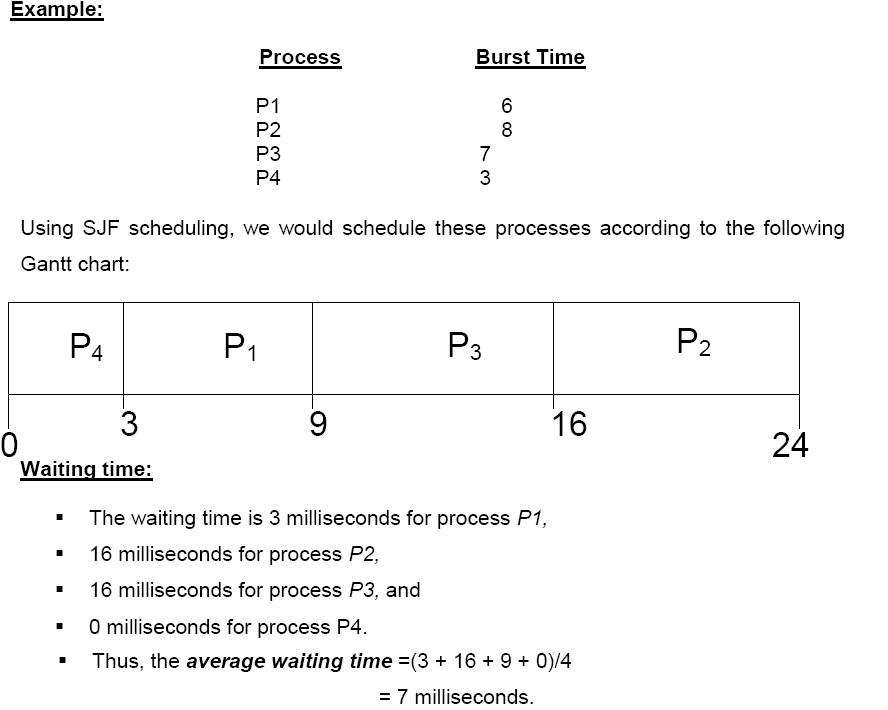 Example:
Process Burst Time
P1 6
P2 8
P3 7
P4 3
Using SJF scheduling, we would schedule these processes according to the following
Gantt chart:
P4 P1 P3 P2
0 3 9 16 24
Waiting time:
▪ The waiting time is 3 milliseconds for process P1,
▪ 16 milliseconds for process P2,
▪ 16 milliseconds for process P3, and
▪ 0 milliseconds for process P4.
▪ Thus, the average waiting time =(3 + 16 + 9 + 0)/4
= 7 milliseconds.